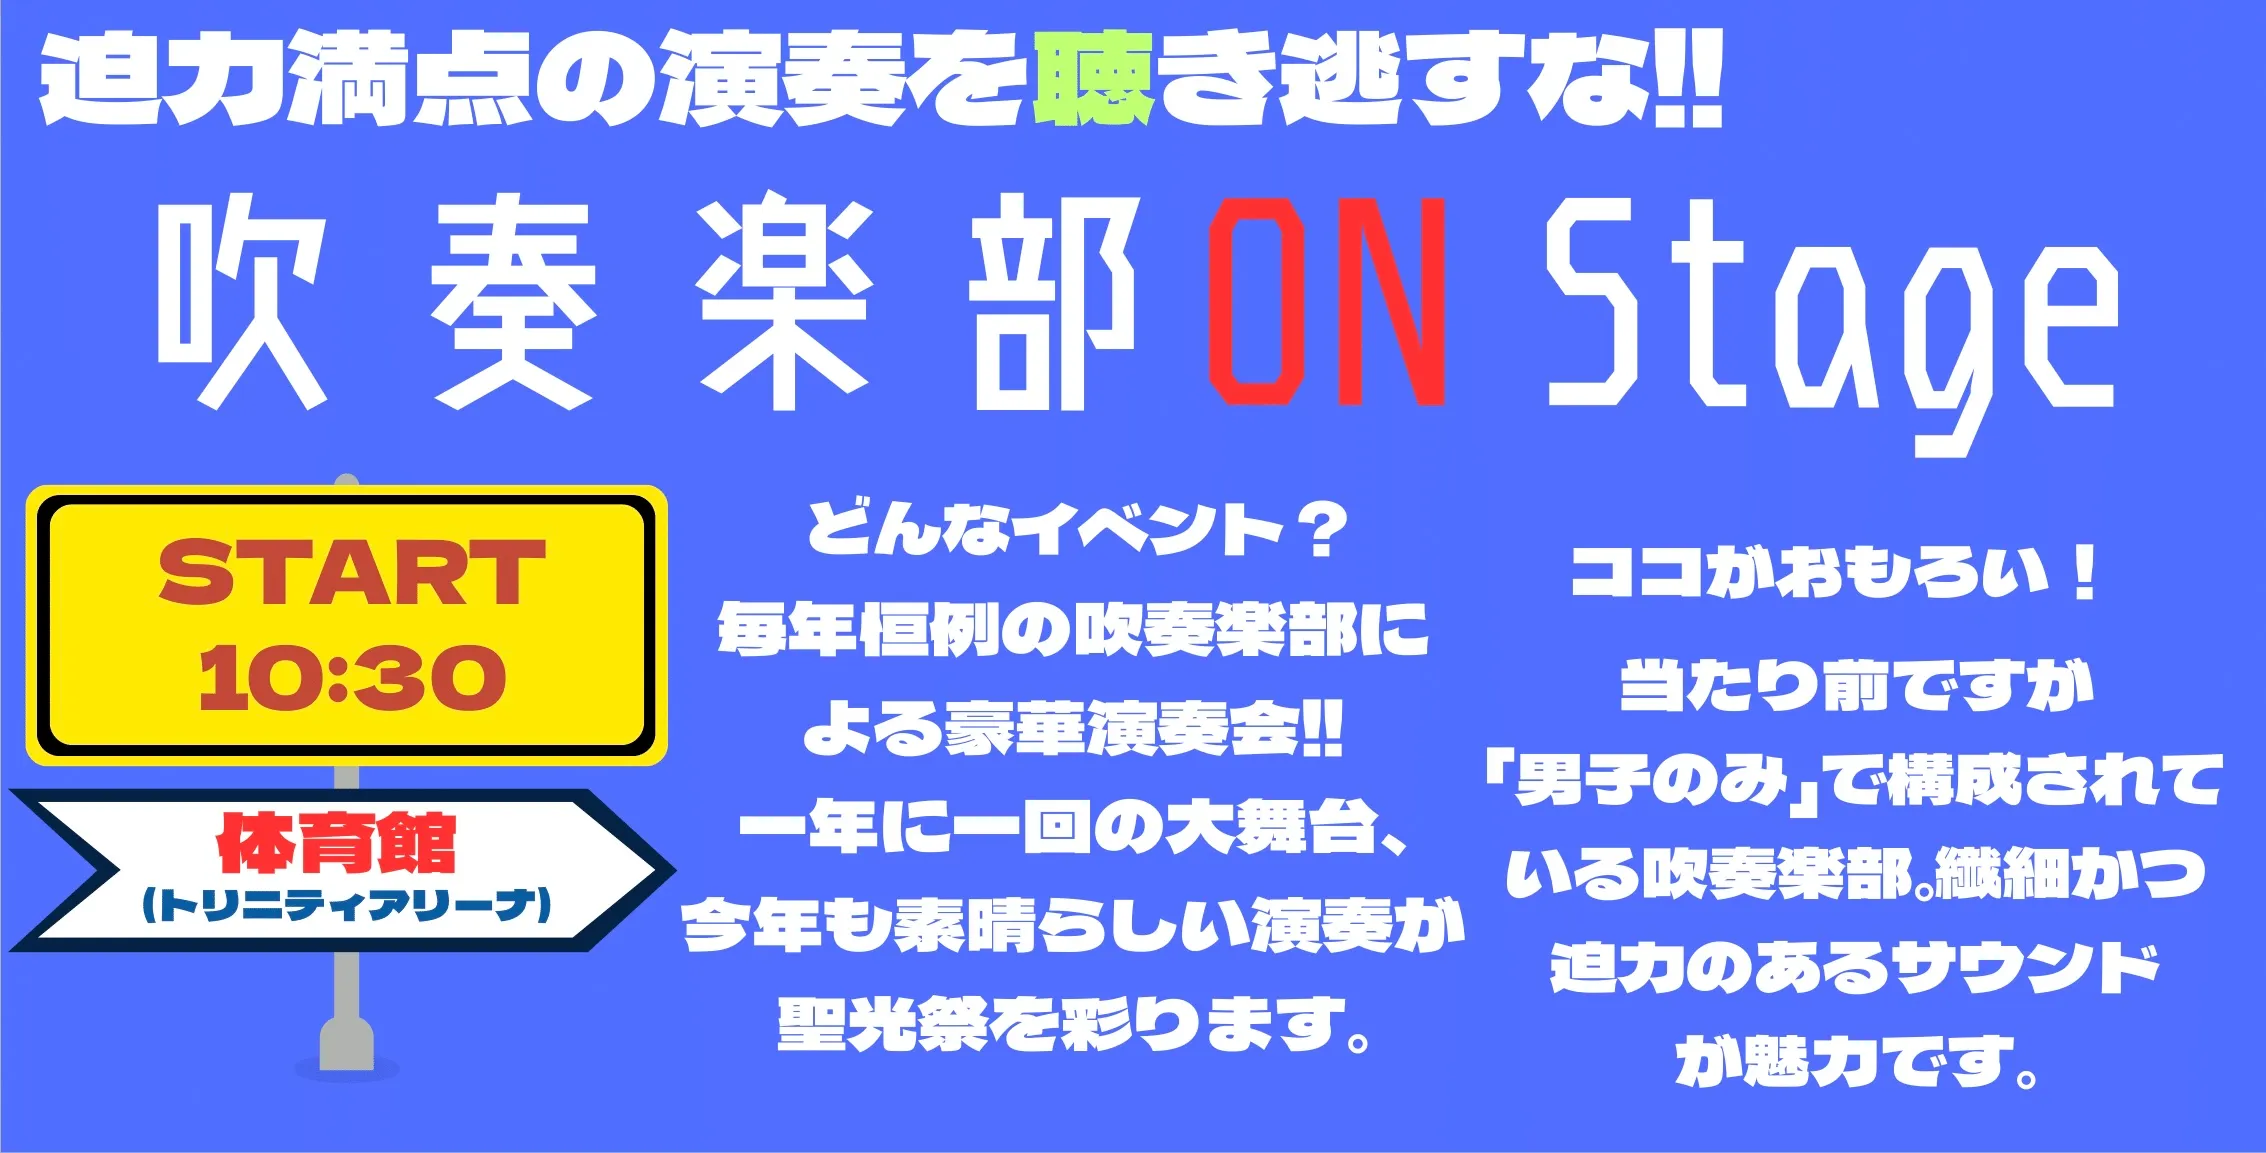 迫力満点の演奏を聴き逃すな!!
吹奏楽部ON Stage
START
10:30
体育館
(トリニティアリーナ)
どんなイベント？
毎年恒例の吹奏楽部に
よる豪華演奏会!!
一年に一回の大舞台、
今年も素晴らしい演奏が
聖光祭を彩ります。
ココがおもろい！
当たり前ですが
「男子のみ」で構成されて
いる吹奏楽部。繊細かつ
迫力のあるサウンド
が魅力です。